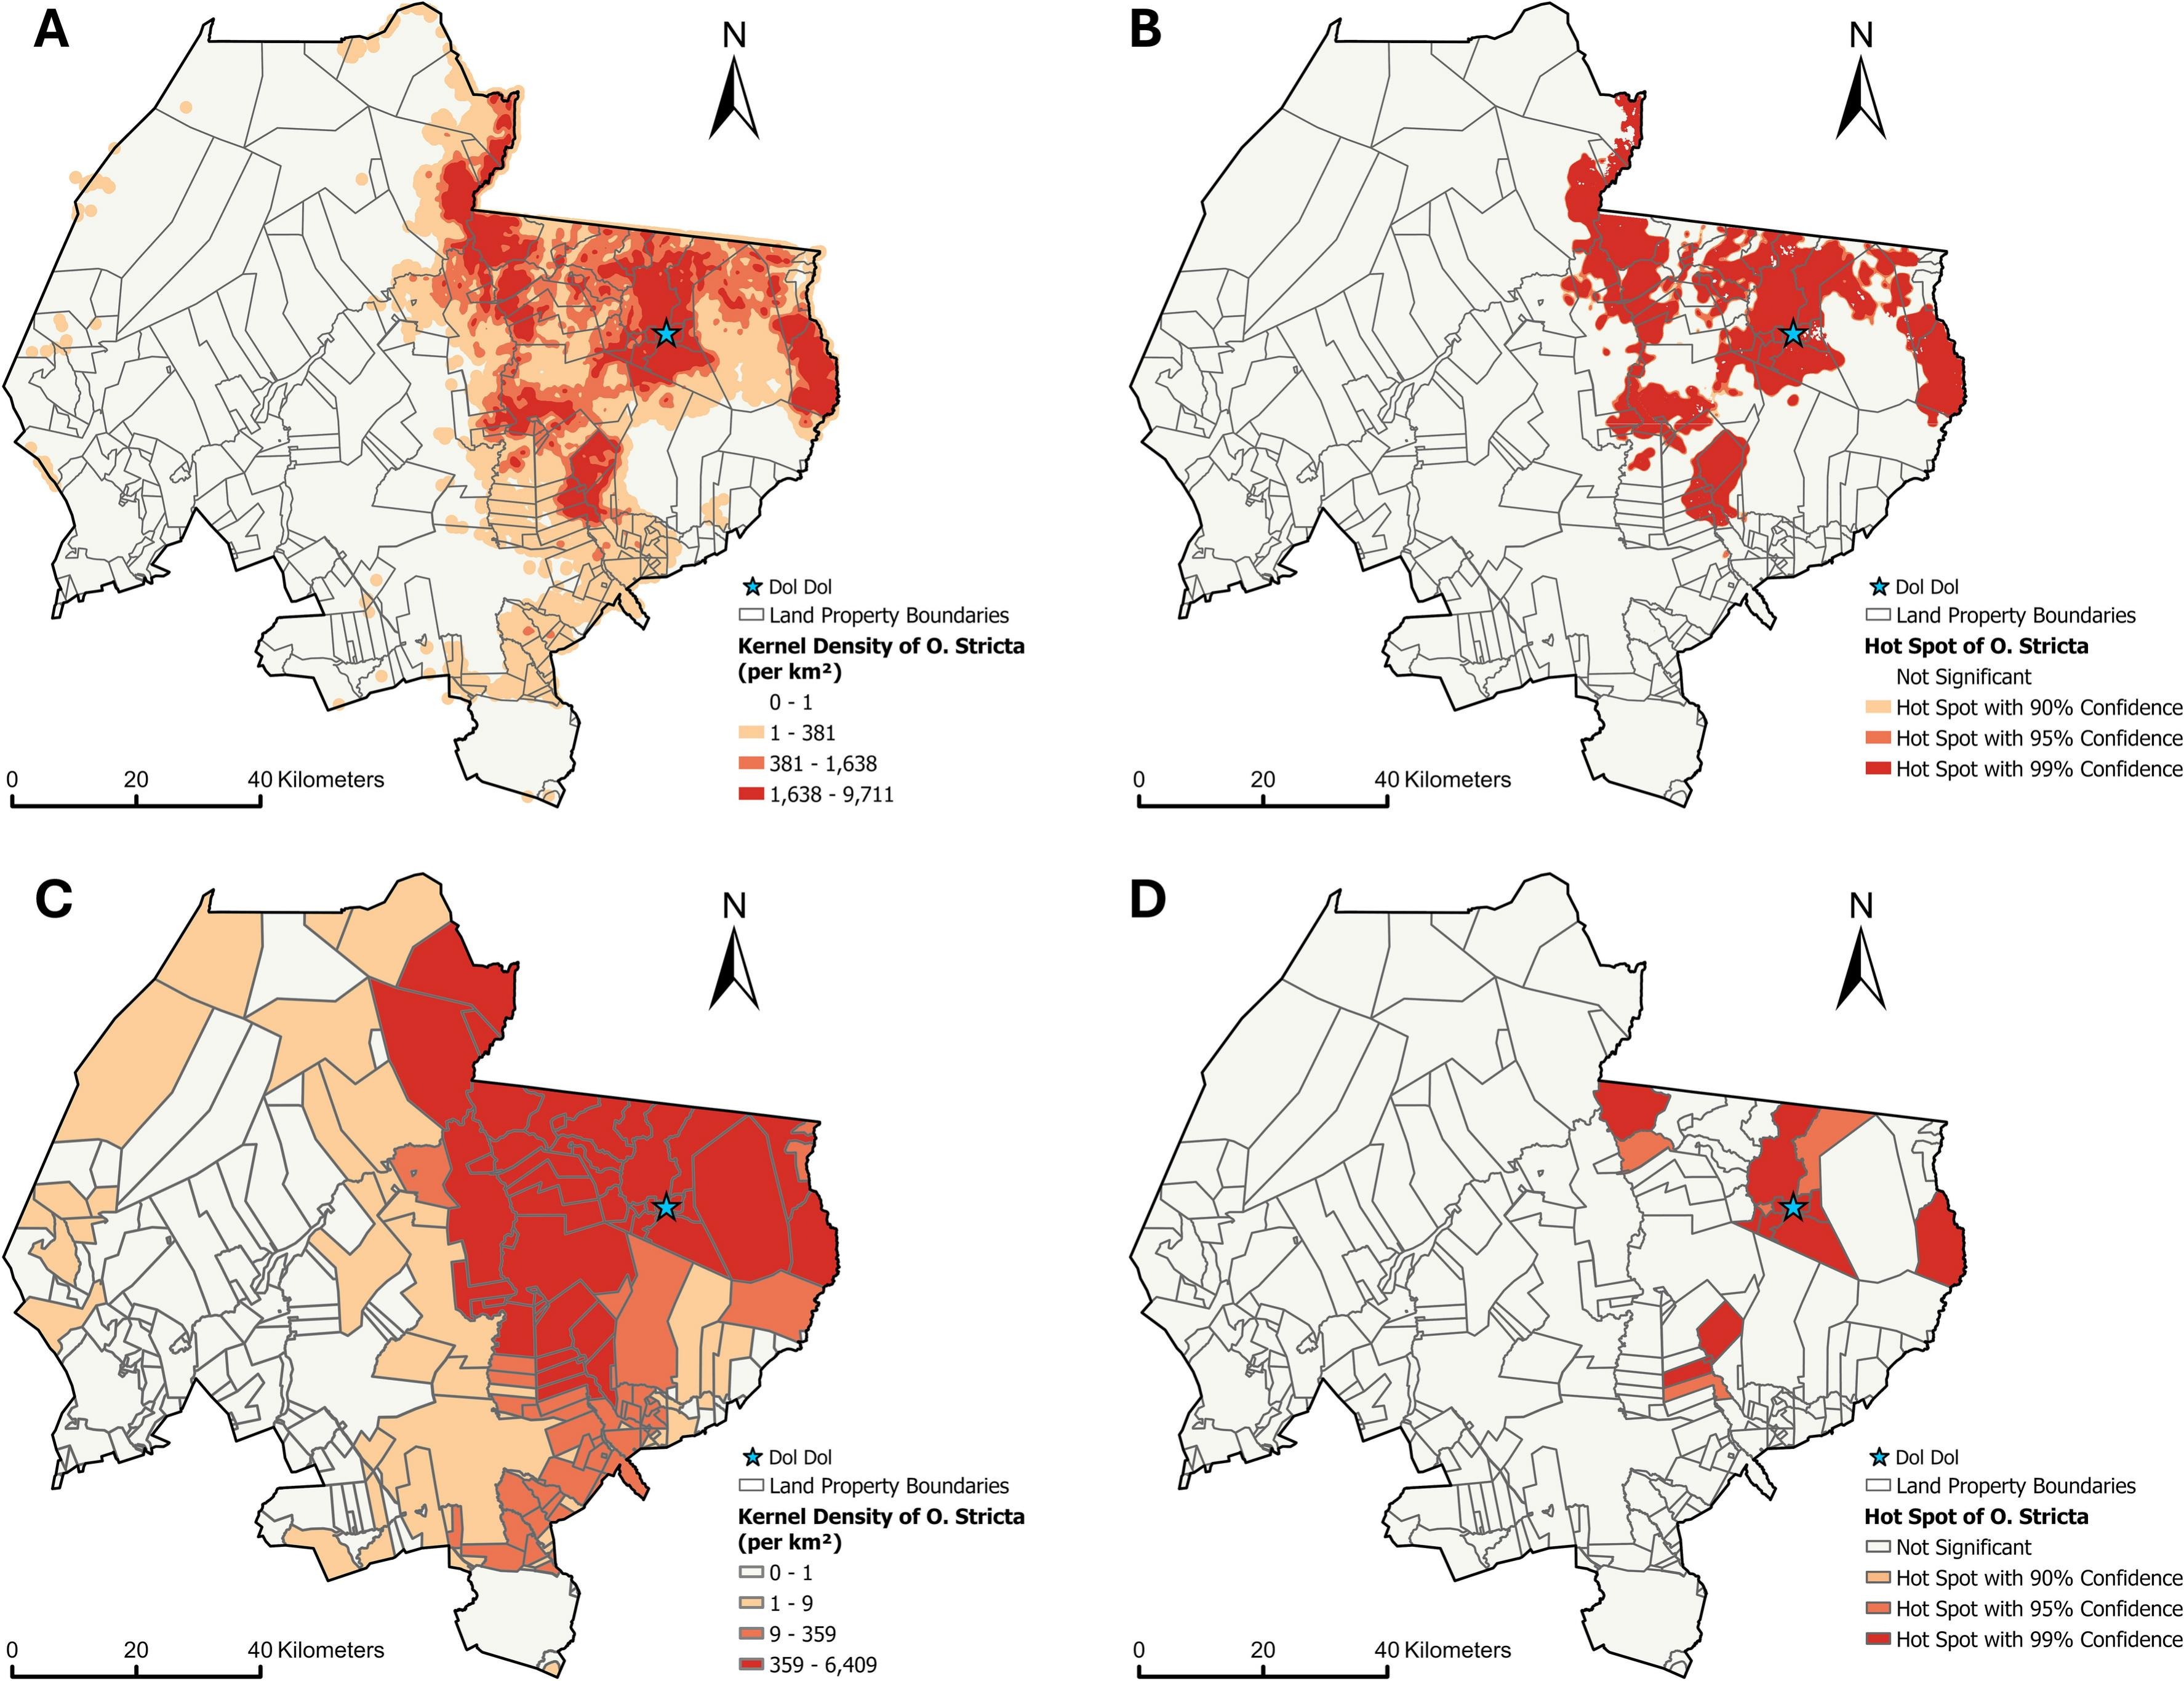 A
N
Dol Dol
Land Property Boundaries
Kernel Density of O. Stricta
(per km²)
0 - 1
1 - 381
381 - 1,638
1,638 - 9,711
0 20 40 Kilometers
B
N
Dol Dol
Land Property Boundaries
Hot Spot of O. Stricta
Not Significant
Hot Spot with 90% Confidence
Hot Spot with 95% Confidence
Hot Spot with 99% Confidence
0 20 40 Kilometers
C
N
Dol Dol
Land Property Boundaries
Kernel Density of O. Stricta
(per km²)
0 - 1
1 - 9
9 - 359
359 - 6,409
0 20 40 Kilometers
D
N
Dol Dol
Land Property Boundaries
Hot Spot of O. Stricta
Not Significant
Hot Spot with 90% Confidence
Hot Spot with 95% Confidence
Hot Spot with 99% Confidence
0 20 40 Kilometers